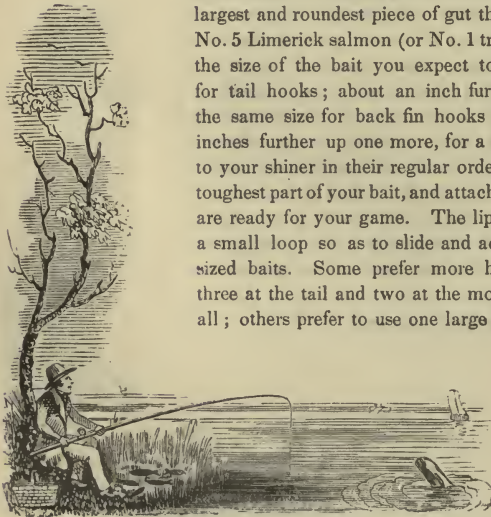 largest and roundest piece of gut th
No. 5 Limerick salmon (or No. 1 tr
the size of the bait you expect to
for tail hooks; about an inch fur
the same size for back fin hooks
inches further up one more, for a
to your shiner in their regular orde
toughest part of your bait, and attach
are ready for your game. The lip
a small loop so as to slide and ad
sized baits. Some prefer more h
three at the tail and two at the mo
all; others prefer to use one large